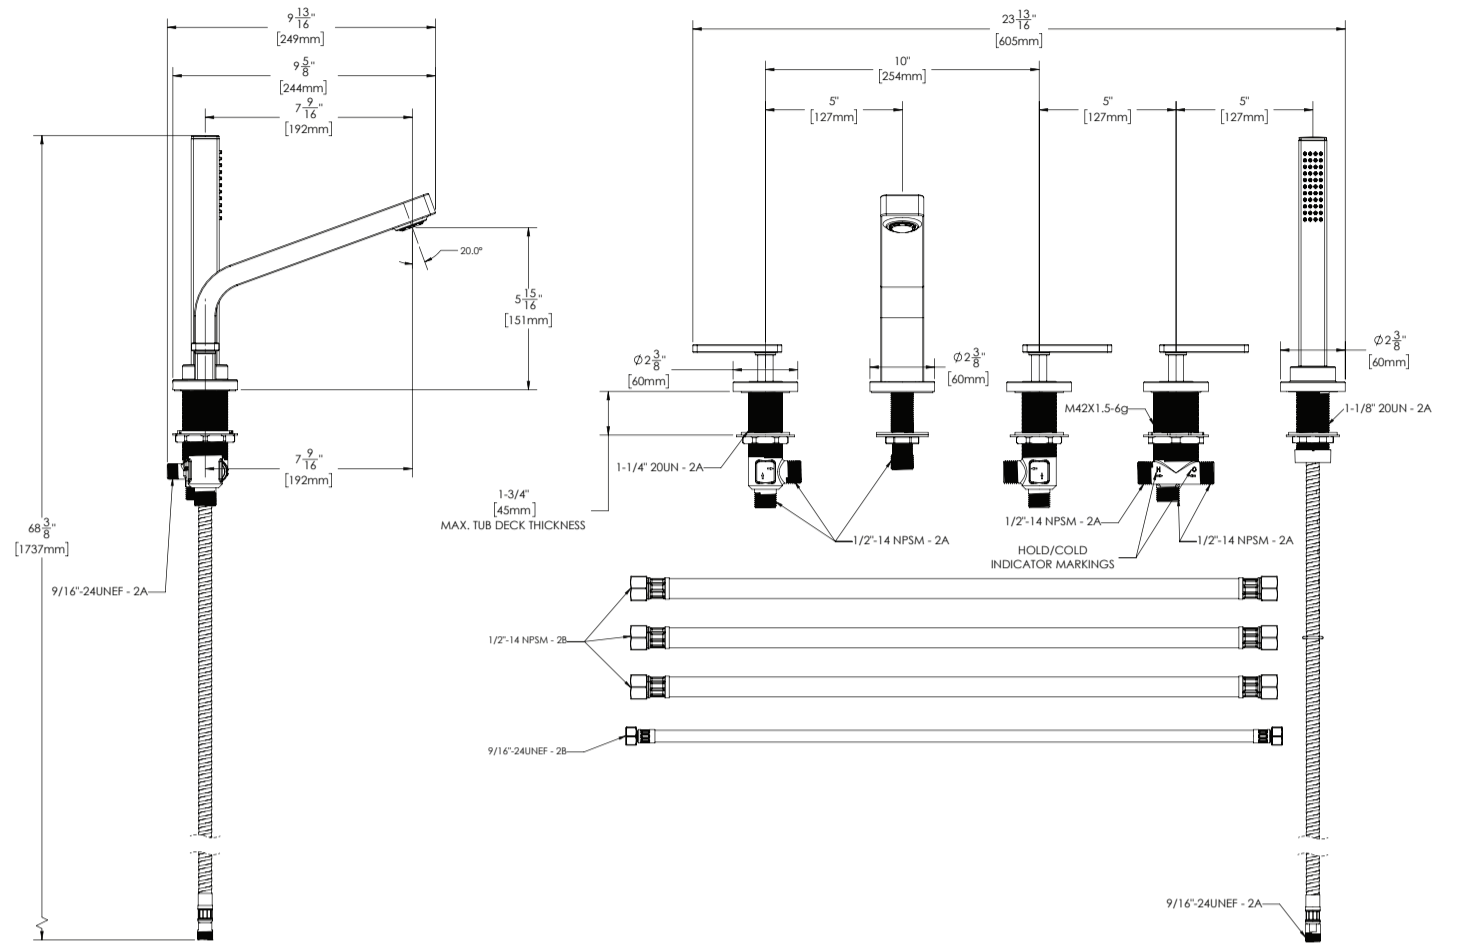 9 13/16"
[249mm]
9 5/8"
[244mm]
7 9/16"
[192mm]
20.0°
5 15/16"
[151mm]
7 9/16"
[192mm]
68 3/8"
[1737mm]
9/16"-24UNEF - 2A
23 13/16"
[605mm]
10"
[254mm]
5"
[127mm]
5"
[127mm]
5"
[127mm]
Ø2 3/8"
[60mm]
Ø2 3/8"
[60mm]
Ø2 3/8"
[60mm]
M42X1.5-6g
1-1/8" 20UN - 2A
1-1/4" 20UN - 2A
1-3/4"
[45mm]
MAX. TUB DECK THICKNESS
1/2"-14 NPSM - 2A
1/2"-14 NPSM - 2A
1/2"-14 NPSM - 2A
HOLD/COLD
INDICATOR MARKINGS
1/2"-14 NPSM - 2B
9/16"-24UNEF - 2B
9/16"-24UNEF - 2A